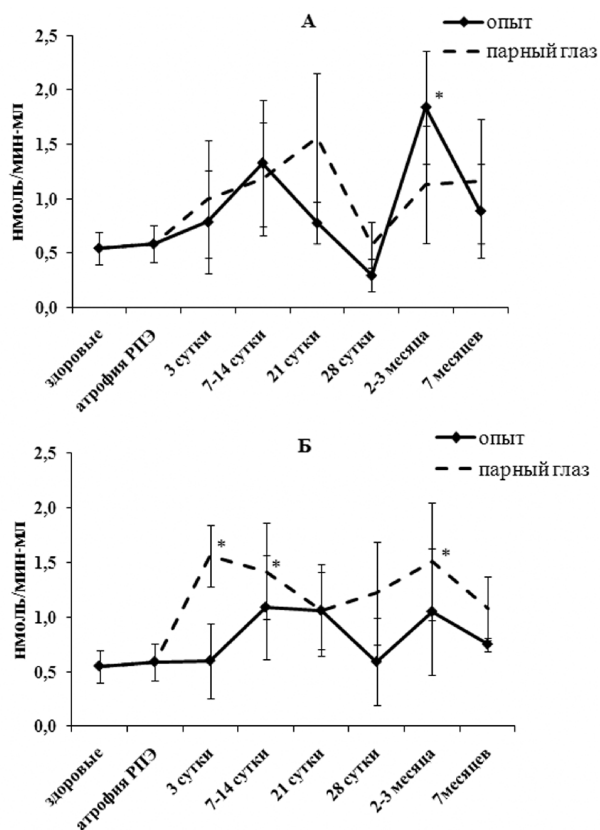 А
опыт
парный глаз
нмоль/мин-мл
2,5
2,0
1,5
1,0
0,5
0,0
*
здоровые
атрофия РПЭ
3 сутки
7-14 сутки
21 сутки
28 сутки
2-3 месяца
7 месяцев
Б
опыт
парный глаз
нмоль/мин-мл
2,5
2,0
1,5
1,0
0,5
0,0
*
*
*
здоровые
атрофия РПЭ
3 сутки
7-14 сутки
21 сутки
28 сутки
2-3 месяца
7месяцев